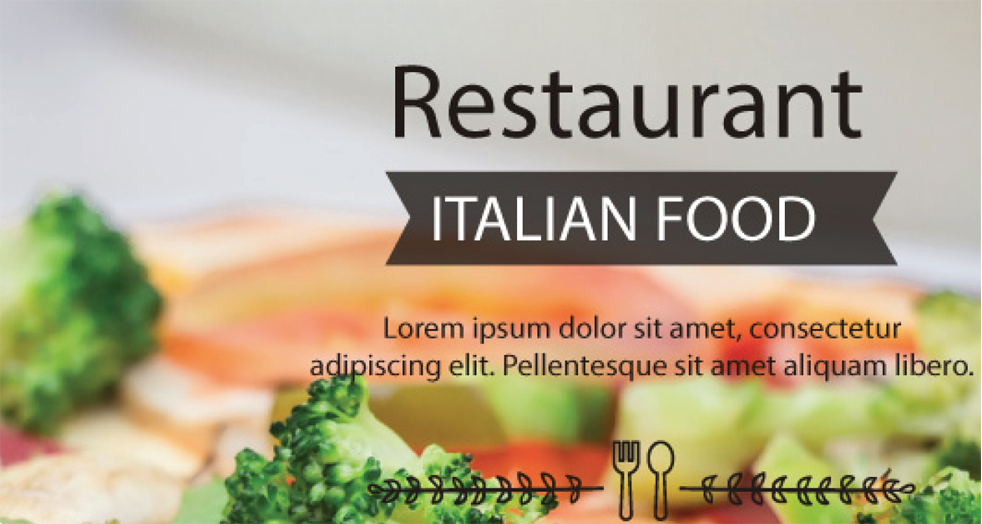 Restaurant
ITALIAN FOOD
Lorem ipsum dolor sit amet, consectetur
adipiscing elit. Pellentesque sit amet aliquam libero.